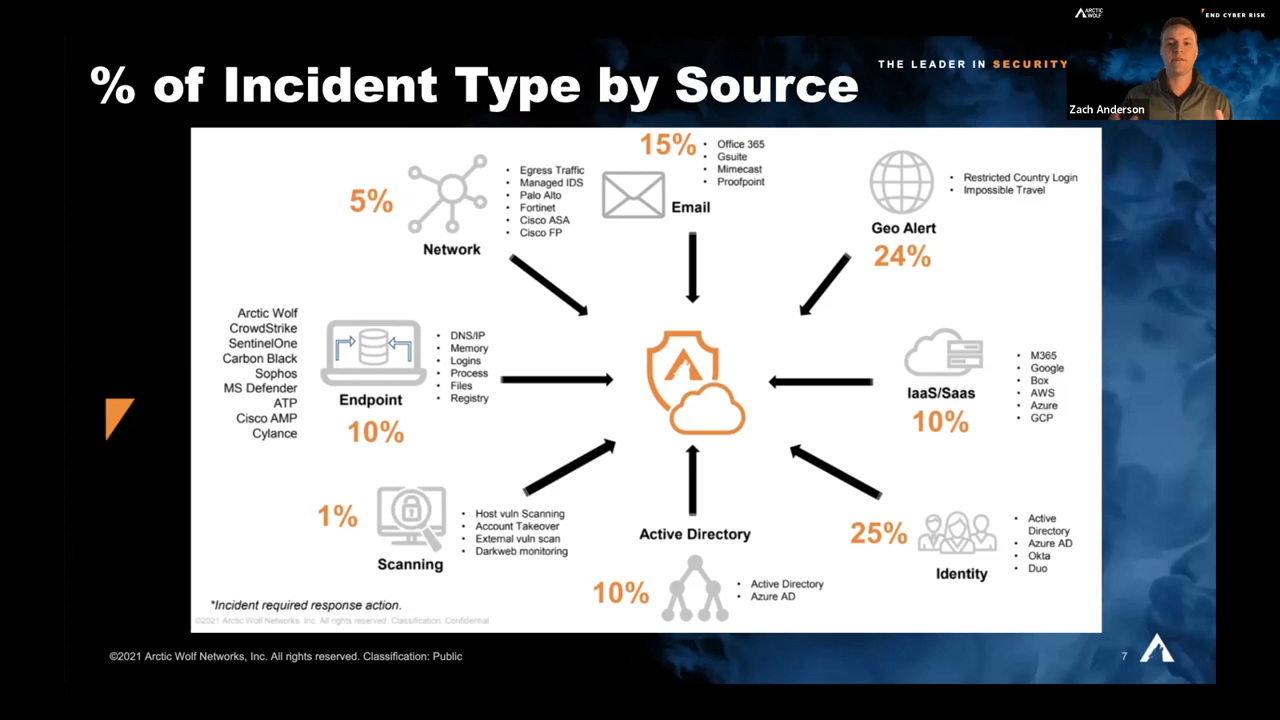 ARCTIC
WOLF
END CYBER RISK
% of Incident Type by Source
THE LEADER IN SECURITY
Zach Anderson
5%
Network
• Egress Traffic
• Managed IDS
• Palo Alto
• Fortinet
• Cisco ASA
• Cisco FP
15%
Email
• Office 365
• Gsuite
• Mimecast
• Proofpoint
Geo Alert
24%
• Restricted Country Login
• Impossible Travel
Arctic Wolf
CrowdStrike
SentinelOne
Carbon Black
Sophos
MS Defender
ATP
Cisco AMP
Cylance
Endpoint
10%
• DNS/IP
• Memory
• Logins
• Process
• Files
• Registry
IaaS/Saas
10%
• M365
• Google
• Box
• AWS
• Azure
• GCP
1%
Scanning
• Host vuln Scanning
• Account Takeover
• External vuln scan
• Darkweb monitoring
Active Directory
10%
• Active Directory
• Azure AD
25%
Identity
• Active
Directory
• Azure AD
• Okta
• Duo
*Incident required response action.
©2021 Arctic Wolf Networks, Inc. All rights reserved. Classification: Confidential
©2021 Arctic Wolf Networks, Inc. All rights reserved. Classification: Public
7